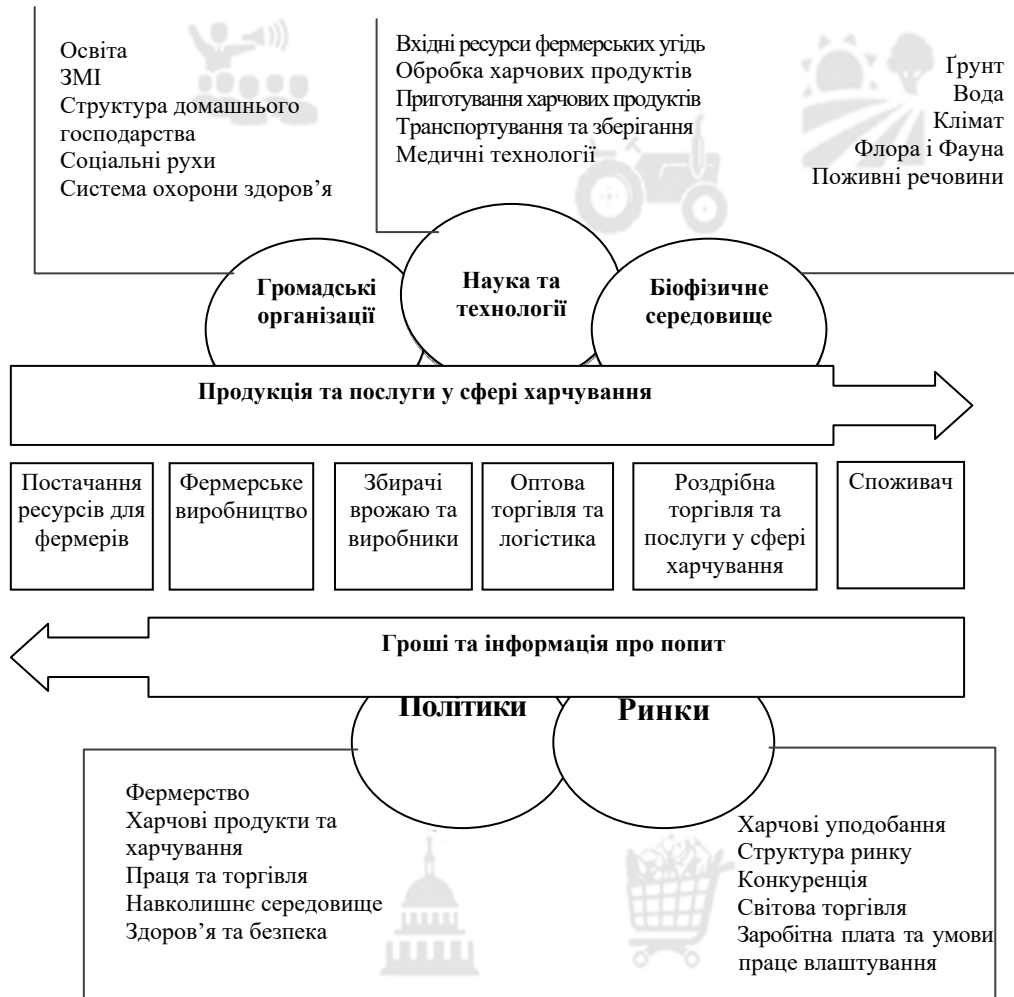 Освіта
ЗМІ
Структура домашнього
господарства
Соціальні рухи
Система охорони здоров’я
Вхідні ресурси фермерських угідь
Обробка харчових продуктів
Приготування харчових продуктів
Транспортування та зберігання
Медичні технології
Ґрунт
Вода
Клімат
Флора і Фауна
Поживні речовини
Громадські
організації
Наука та
технології
Біофізичне
середовище
Продукція та послуги у сфері харчування
Постачання
ресурсів для
фермерів
Фермерське
виробництво
Збирачі
врожаю та
виробники
Оптова
торгівля та
логістика
Роздрібна
торгівля та
послуги у сфері
харчування
Споживач
Гроші та інформація про попит
Політики
Ринки
Фермерство
Харчові продукти та
харчування
Праця та торгівля
Навколишнє середовище
Здоров’я та безпека
Харчові уподобання
Структура ринку
Конкуренція
Світова торгівля
Заробітна плата та умови
праце влаштування